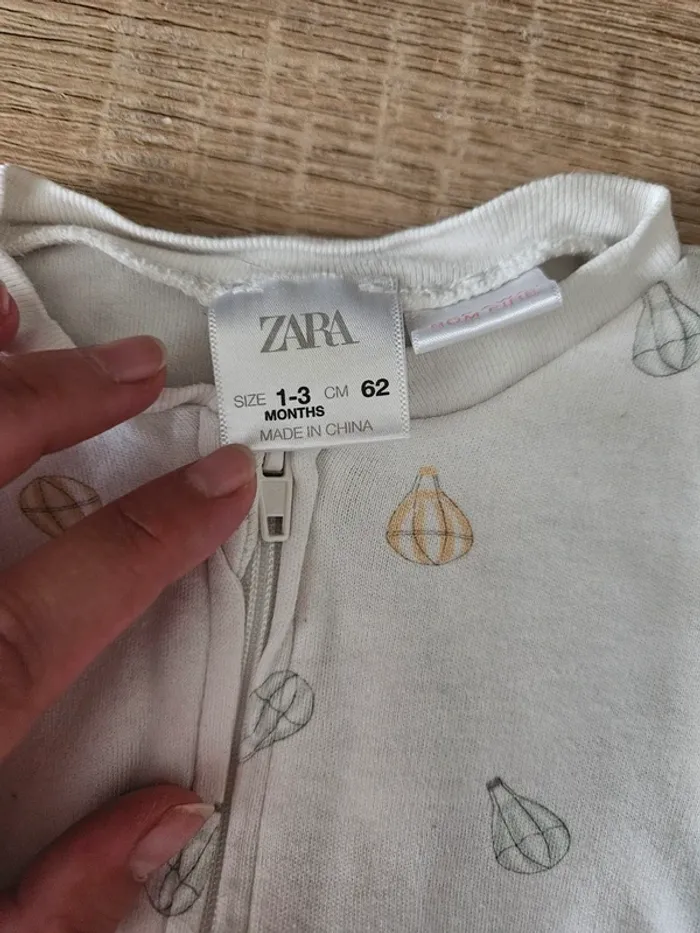 ZARA
SIZE 1-3 CM 62
MONTHS
MADE IN CHINA